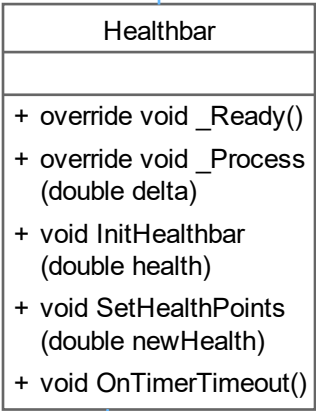 Healthbar
+ override void _Ready()
+ override void _Process
(double delta)
+ void InitHealthbar
(double health)
+ void SetHealthPoints
(double newHealth)
+ void OnTimerTimeout()